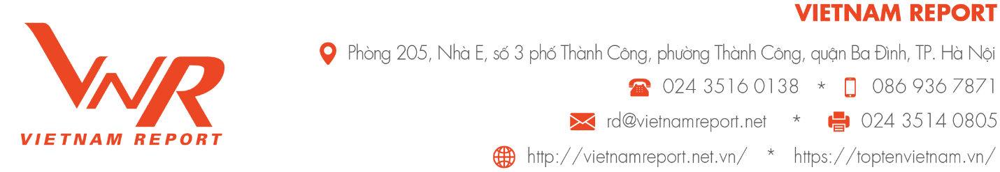 VNR
VIETNAM REPORT
VIETNAM REPORT
Phòng 205, Nhà E, số 3 phố Thành Công, phường Thành Công, quận Ba Đình, TP. Hà Nội
024 3516 0138 * 086 936 7871
rd@vietnamreport.net * 024 3514 0805
http://vietnamreport.net.vn/ * https://toptenvietnam.vn/